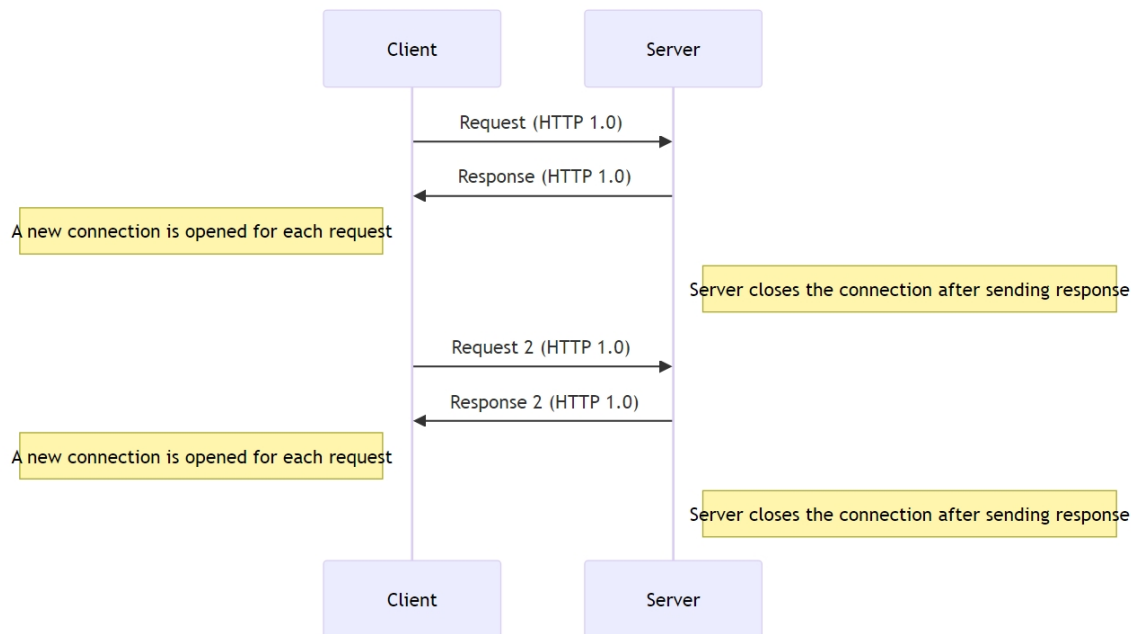 Client
Server
Request (HTTP 1.0)
Response (HTTP 1.0)
A new connection is opened for each request
Server closes the connection after sending response
Request 2 (HTTP 1.0)
Response 2 (HTTP 1.0)
A new connection is opened for each request
Server closes the connection after sending response
Client
Server